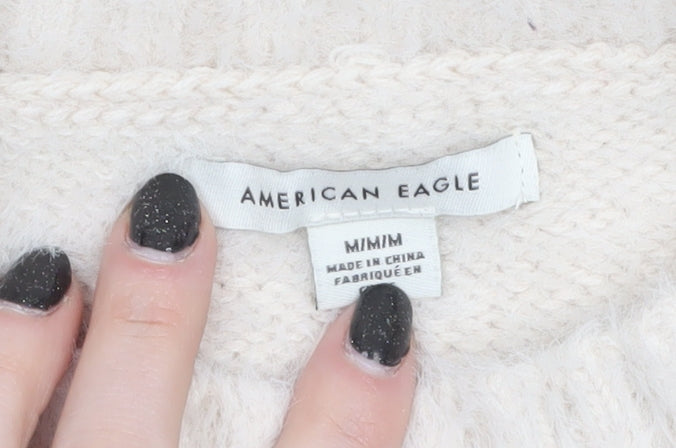 AMERICAN EAGLE
M/M/M
MADE IN CHINA
FABRIQUÉ EN